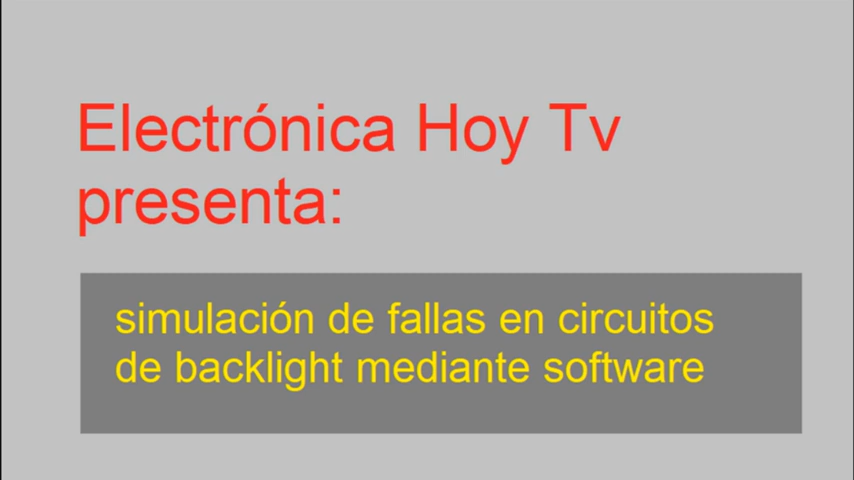 Electrónica Hoy Tv
presenta:
simulación de fallas en circuitos
de backlight mediante software